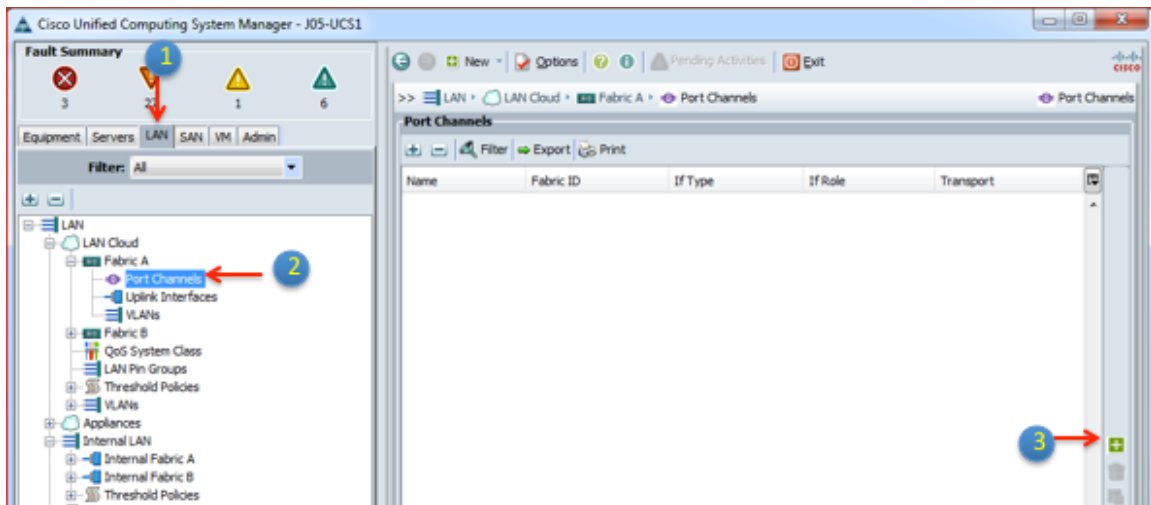 Cisco Unified Computing System Manager - J05-UCS1
Fault Summary
1
3
1
6
Equipment Servers LAN SAN VM Admin
Filter: All
LAN
LAN Cloud
Fabric A
Port Channels
2
Uplink Interfaces
VLANs
Fabric B
QoS System Class
LAN Pin Groups
Threshold Policies
VLANs
Appliances
Internal LAN
Internal Fabric A
Internal Fabric B
Threshold Policies
New Options Pending Activities Exit
CISCO
>> LAN LAN Cloud Fabric A Port Channels Port Channels
Port Channels
Filter Export Print
Name Fabric ID If Type If Role Transport
3